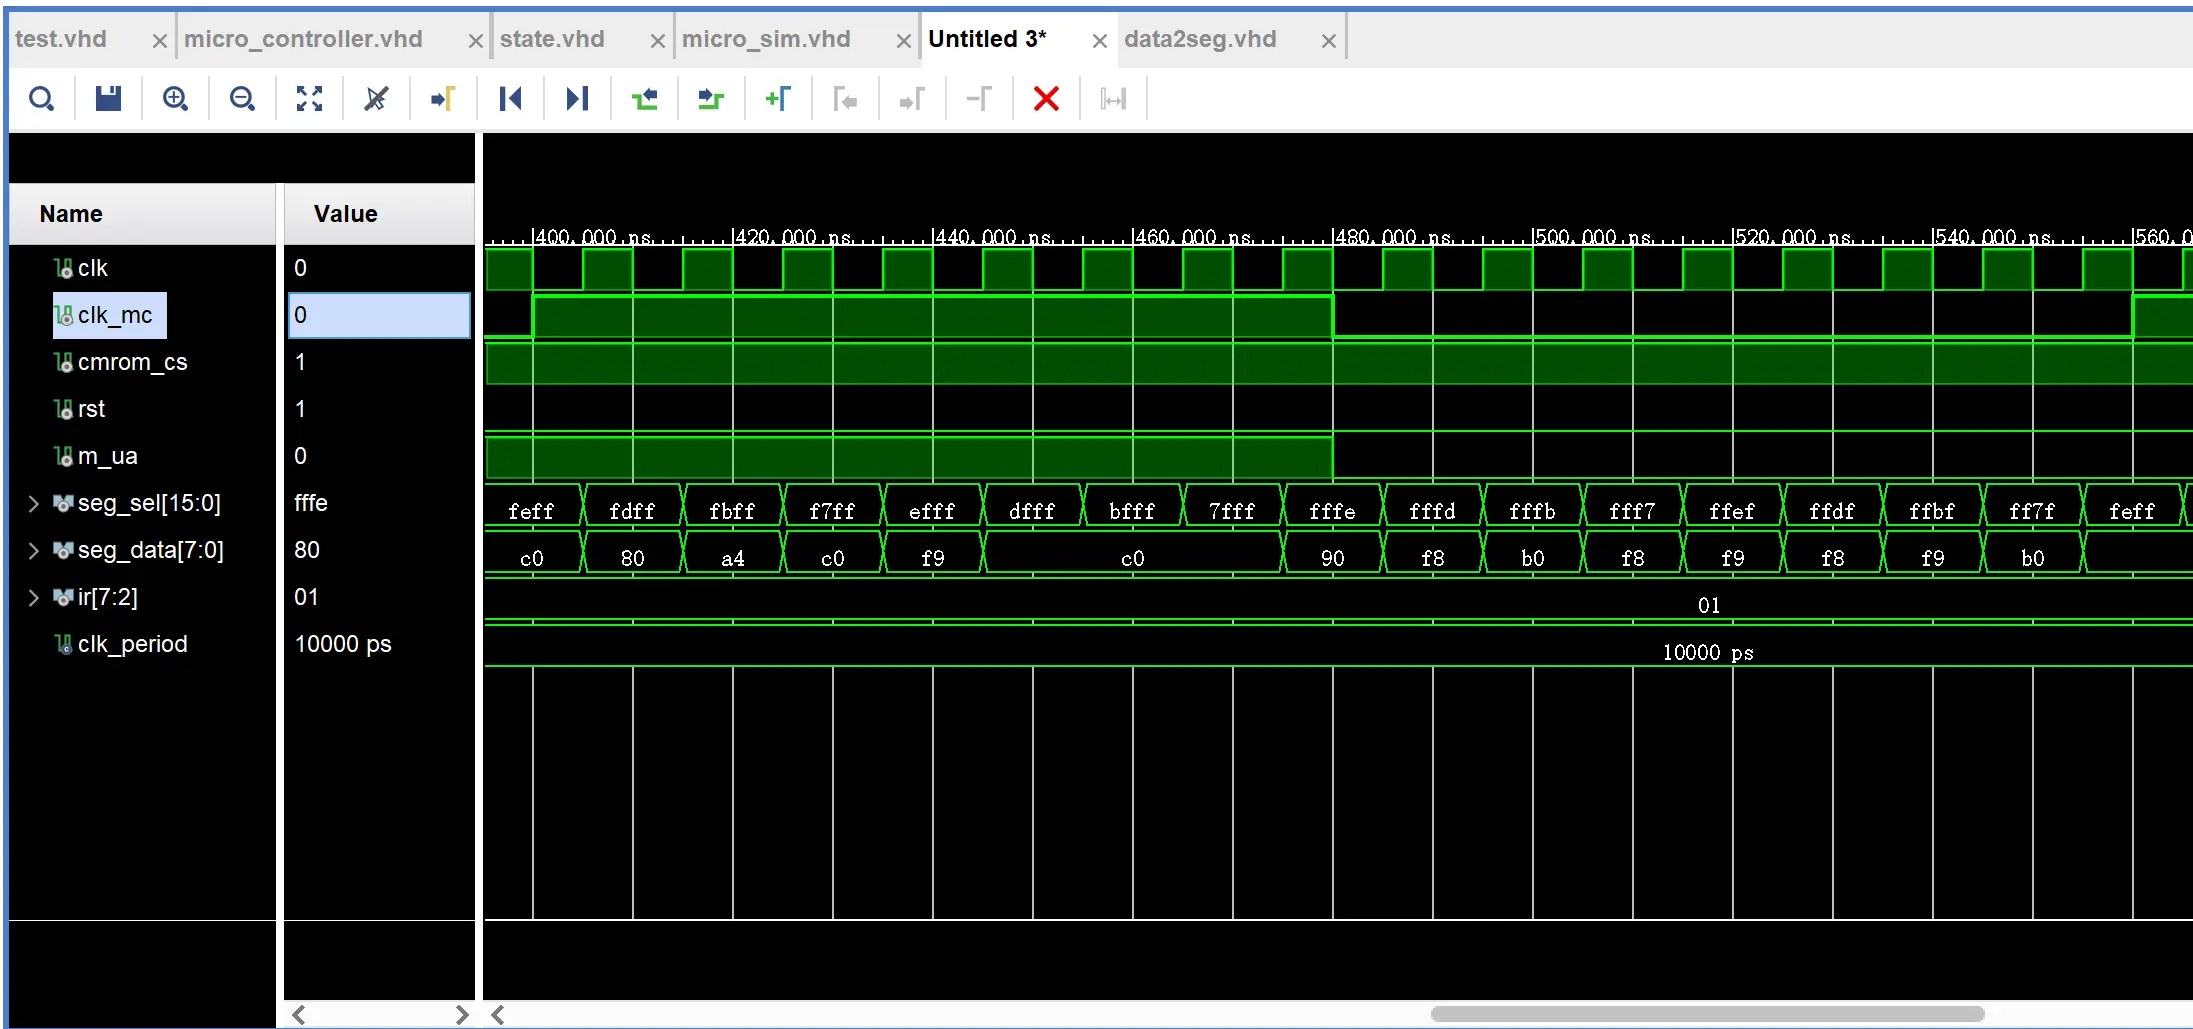 test.vhd micro_controller.vhd state.vhd micro_sim.vhd Untitled 3* data2seg.vhd
Name Value
400.000 ns 420.000 ns 440.000 ns 460.000 ns 480.000 ns 500.000 ns 520.000 ns 540.000 ns 560.0
clk 0
clk_mc 0
cmrom_cs 1
rst 1
m_ua 0
seg_sel[15:0] fffe feff fdff fbff f7ff efff dfff bfff 7fff fffe fffd fffb fff7 ffef ffdf ffbf ff7f feff
seg_data[7:0] 80 c0 80 a4 c0 f9 c0 90 f8 b0 f8 f9 f8 f9 b0
ir[7:2] 01 01
clk_period 10000 ps 10000 ps